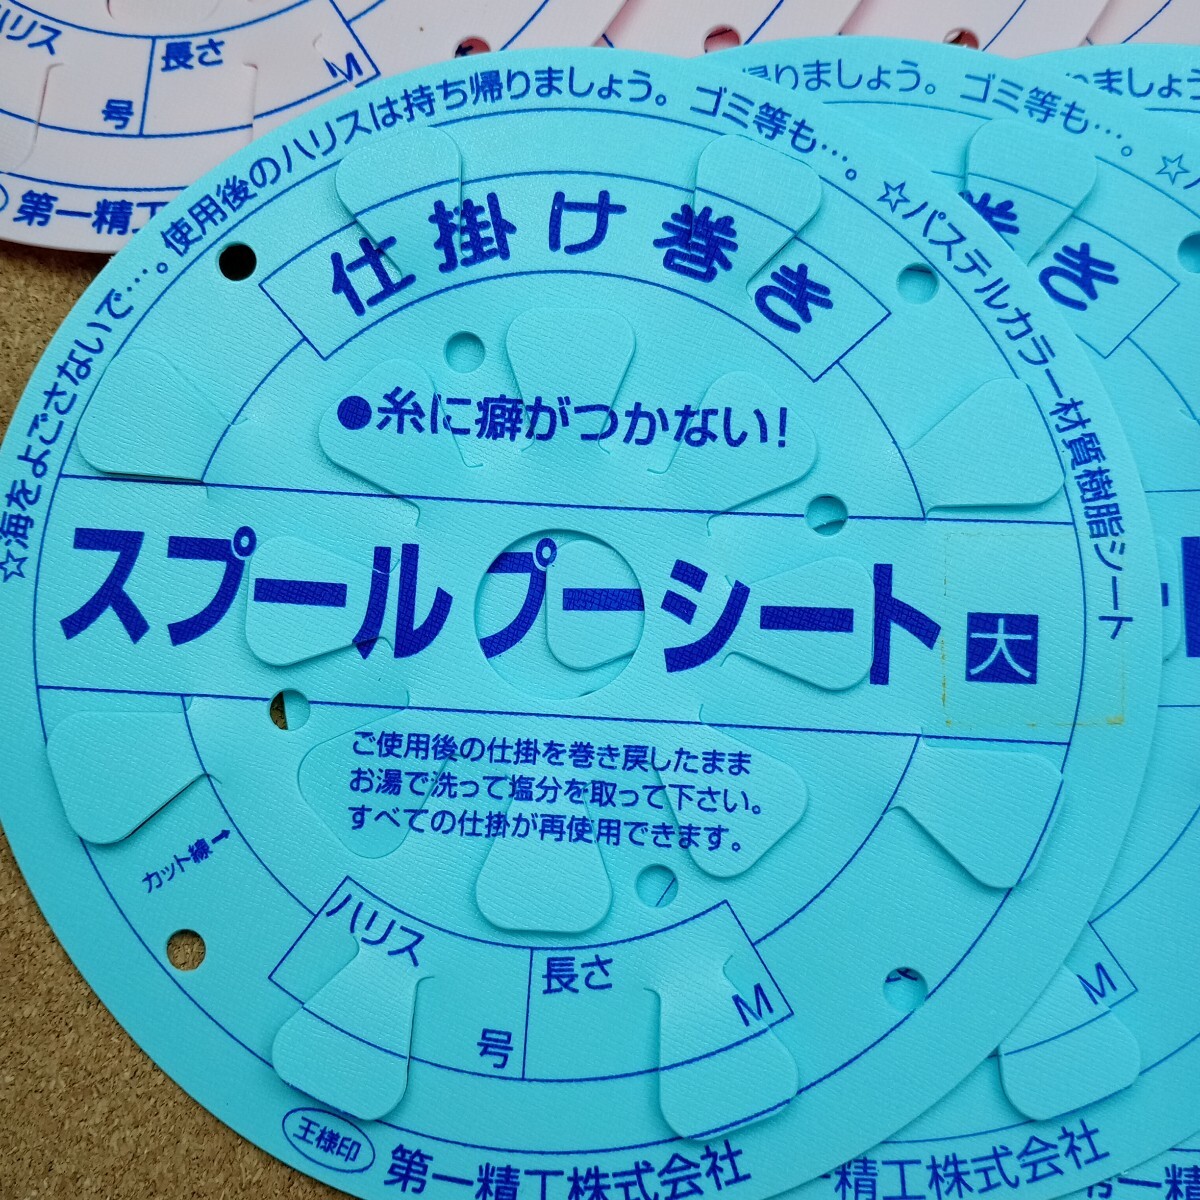 ☆海をよごさないで…。使用後のハリスは持ち帰りましょう。ゴミ等も…。☆パステルカラー材質樹脂シート
仕掛け巻き
●糸に癖がつかない!
スプールプーシート 大
ご使用後の仕掛を巻き戻したまま
お湯で洗って塩分を取って下さい。
すべての仕掛が再使用できます。
カット線→
ハリス 号
長さ M
王様印 第一精工株式会社
ハリス 号
長さ M
第一精工
帰りましょう。ゴミ等も…。☆パ
巻き
M
一精工株式会社
りましょう